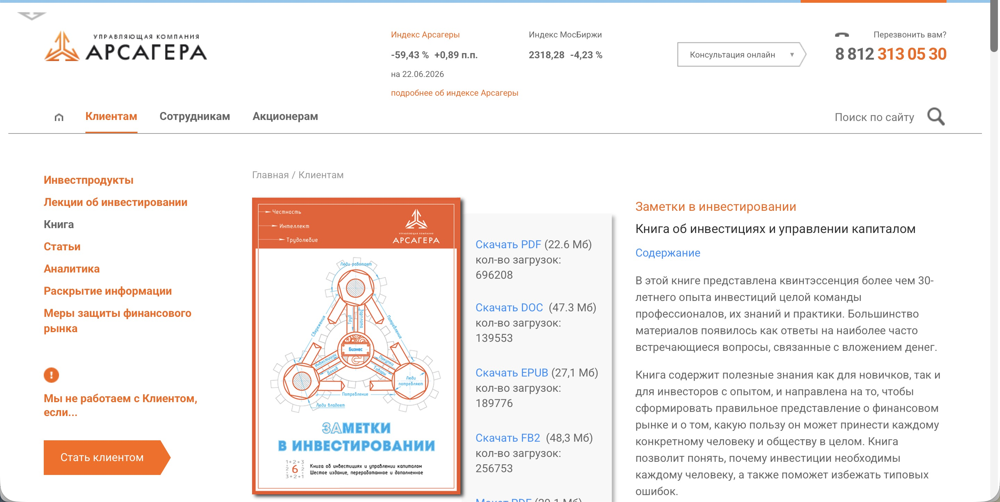 УПРАВЛЯЮЩАЯ КОМПАНИЯ
АРСАГЕРА
Индекс Арсагеры
-59,43 % +0,89 п.п.
на 22.06.2026
подробнее об индексе Арсагеры
Индекс МосБиржи
2318,28 -4,23 %
Консультация онлайн
Перезвонить вам?
8 812 313 05 30
Клиентам
Сотрудникам
Акционерам
Поиск по сайту
Инвестпродукты
Лекции об инвестировании
Книга
Статьи
Аналитика
Раскрытие информации
Меры защиты финансового
рынка
!
Мы не работаем с Клиентом,
если...
Стать клиентом
Главная / Клиентам
Честность
Интеллект
Трудолюбие
УПРАВЛЯЮЩАЯ КОМПАНИЯ
АРСАГЕРА
Люди работают
Сбережения
Труд
Зарплата
Потребление
Бизнес
Инвестиции
Доход
Покупки
Товары
Люди
потребляют
Потребление
Люди владеют
ЗАМЕТКИ
В ИНВЕСТИРОВАНИИ
1+2+3
2 6 2
3+2+1
Книга об инвестициях и управлении капиталом
Шестое издание, переработанное и дополненное
Скачать PDF (22.6 Мб)
кол-во загрузок:
696208
Скачать DOC (47.3 Мб)
кол-во загрузок:
139553
Скачать EPUB (27,1 Мб)
кол-во загрузок:
189776
Скачать FB2 (48,3 Мб)
кол-во загрузок:
256753
Макет PDF
Заметки в инвестировании
Книга об инвестициях и управлении капиталом
Содержание
В этой книге представлена квинтэссенция более чем 30-
летнего опыта инвестиций целой команды
профессионалов, их знаний и практики. Большинство
материалов появилось как ответы на наиболее часто
встречающиеся вопросы, связанные с вложением денег.
Книга содержит полезные знания как для новичков, так и
для инвесторов с опытом, и направлена на то, чтобы
сформировать правильное представление о финансовом
рынке и о том, какую пользу он может принести каждому
конкретному человеку и обществу в целом. Книга
позволит понять, почему инвестиции необходимы
каждому человеку, а также поможет избежать типовых
ошибок.